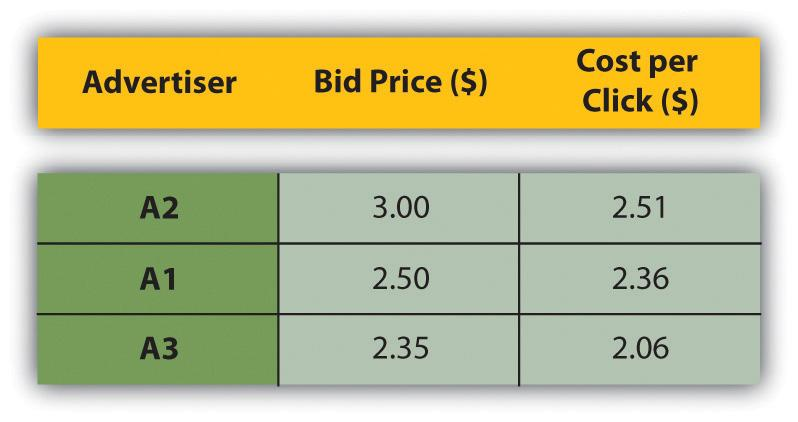 Advertiser Bid Price ($) Cost per
Click ($)
A2 3.00 2.51
A1 2.50 2.36
A3 2.35 2.06